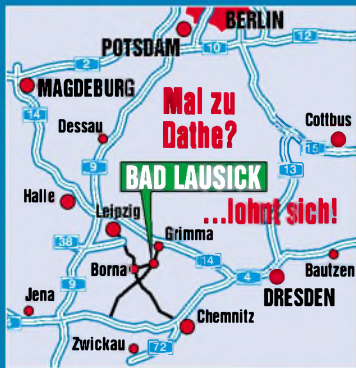 BERLIN
POTSDAM
10
12
2
MAGDEBURG
14
Mal zu
Dathe?
Dessau
Cottbus
15
9
13
BAD LAUSICK
Halle
Leipzig
...lohnt sich!
Grimma
38
14
Borna
Bautzen
4
9
DRESDEN
Jena
Chemnitz
Zwickau
72